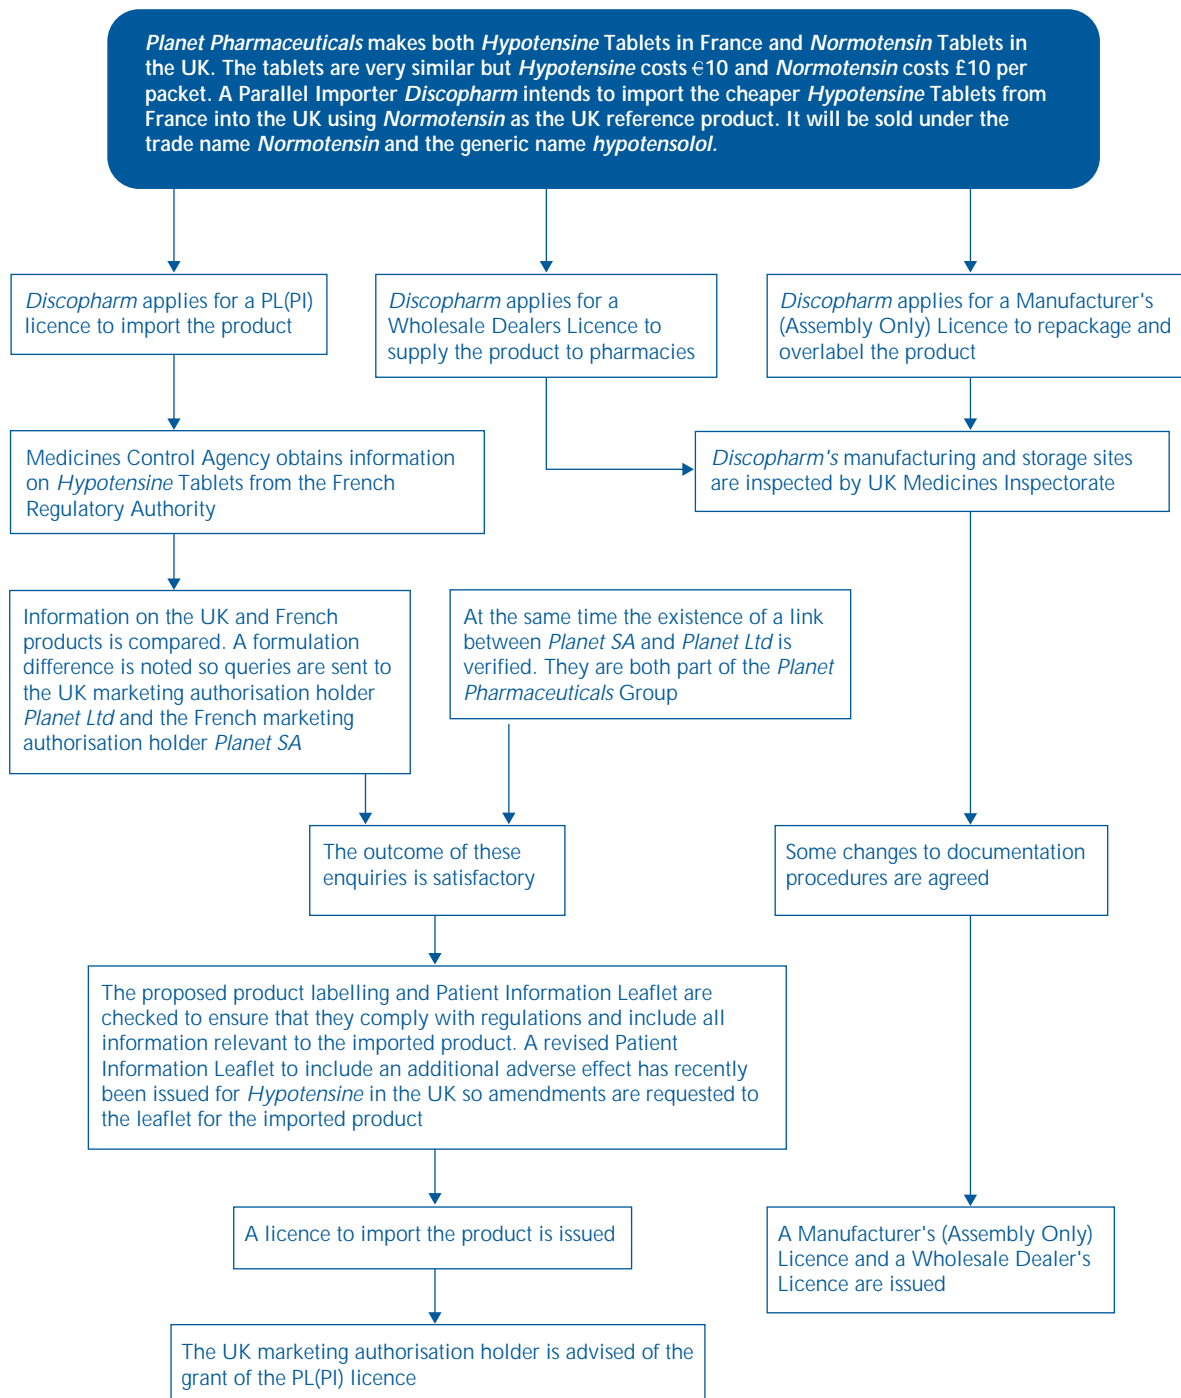 Planet Pharmaceuticals makes both Hypotensine Tablets in France and Normotensin Tablets in
the UK. The tablets are very similar but Hypotensine costs €10 and Normotensin costs £10 per
packet. A Parallel Importer Discopharm intends to import the cheaper Hypotensine Tablets from
France into the UK using Normotensin as the UK reference product. It will be sold under the
trade name Normotensin and the generic name hypotensolol.
Discopharm applies for a PL(PI)
licence to import the product
Discopharm applies for a
Wholesale Dealers Licence to
supply the product to pharmacies
Discopharm applies for a Manufacturer's
(Assembly Only) Licence to repackage and
overlabel the product
Medicines Control Agency obtains information
on Hypotensine Tablets from the French
Regulatory Authority
Discopharm's manufacturing and storage sites
are inspected by UK Medicines Inspectorate
Information on the UK and French
products is compared. A formulation
difference is noted so queries are sent to
the UK marketing authorisation holder
Planet Ltd and the French marketing
authorisation holder Planet SA
At the same time the existence of a link
between Planet SA and Planet Ltd is
verified. They are both part of the Planet
Pharmaceuticals Group
The outcome of these
enquiries is satisfactory
Some changes to documentation
procedures are agreed
The proposed product labelling and Patient Information Leaflet are
checked to ensure that they comply with regulations and include all
information relevant to the imported product. A revised Patient
Information Leaflet to include an additional adverse effect has recently
been issued for Hypotensine in the UK so amendments are requested to
the leaflet for the imported product
A licence to import the product is issued
A Manufacturer's (Assembly Only)
Licence and a Wholesale Dealer's
Licence are issued
The UK marketing authorisation holder is advised of the
grant of the PL(PI) licence